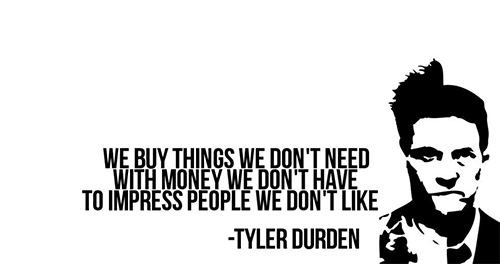 WE BUY THINGS WE DON'T NEED
WITH MONEY WE DON'T HAVE
TO IMPRESS PEOPLE WE DON'T LIKE
-TYLER DURDEN